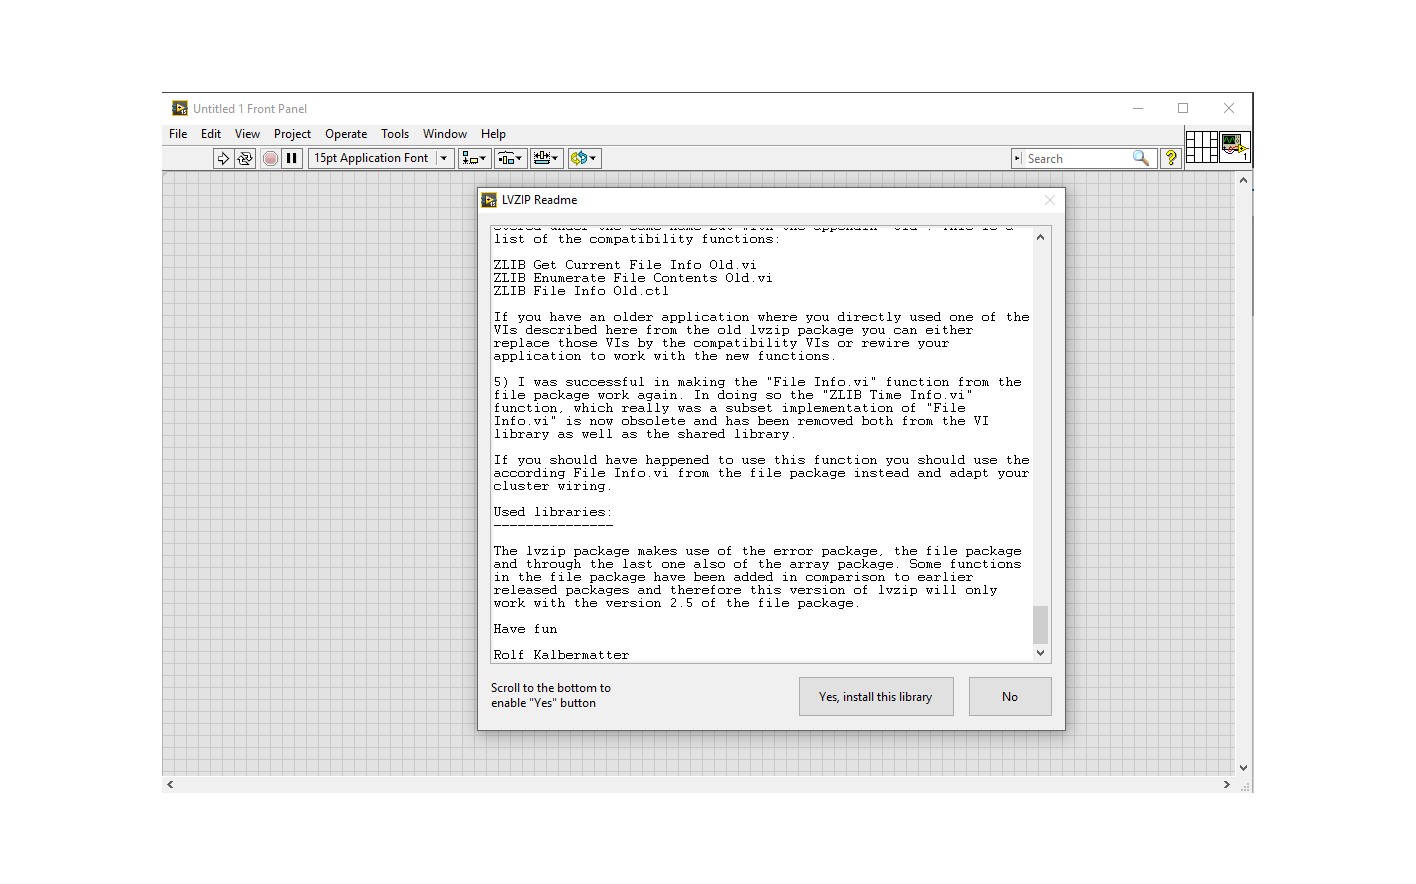 Untitled 1 Front Panel
File Edit View Project Operate Tools Window Help
15pt Application Font
Search
1
LVZIP Readme
list of the compatibility functions:
ZLIB Get Current File Info Old.vi
ZLIB Enumerate File Contents Old.vi
ZLIB File Info Old.ctl
If you have an older application where you directly used one of the
VIs described here from the old lvzip package you can either
replace those VIs by the compatibility VIs or rewire your
application to work with the new functions.
5) I was successful in making the "File Info.vi" function from the
file package work again. In doing so the "ZLIB Time Info.vi"
function, which really was a subset implementation of "File
Info.vi" is now obsolete and has been removed both from the VI
library as well as the shared library.
If you should have happened to use this function you should use the
according File Info.vi from the file package instead and adapt your
cluster wiring.
Used libraries:
---------------
The lvzip package makes use of the error package, the file package
and through the last one also of the array package. Some functions
in the file package have been added in comparison to earlier
released packages and therefore this version of lvzip will only
work with the version 2.5 of the file package.
Have fun
Rolf Kalbermatter
Scroll to the bottom to
enable "Yes" button
Yes, install this library
No